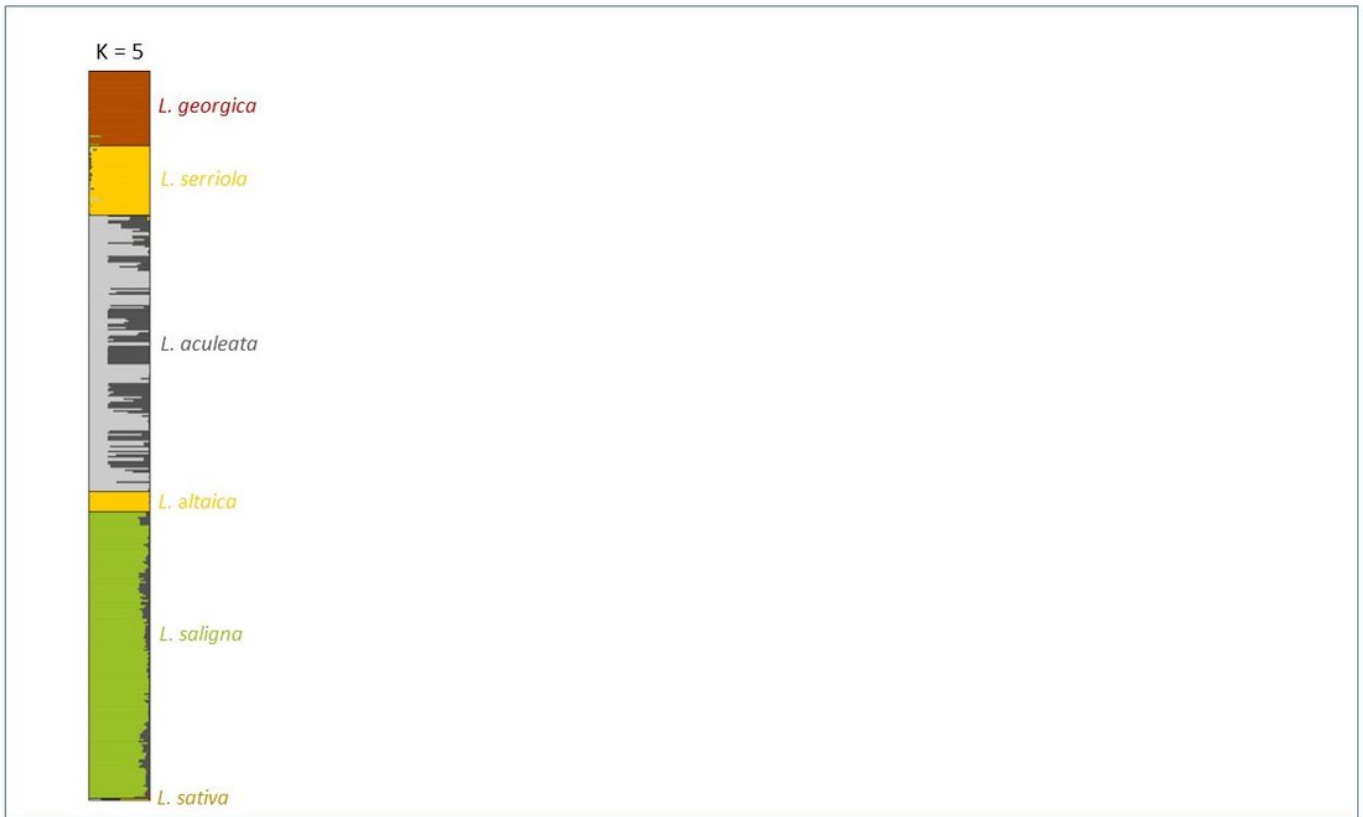 K = 5
L. georgica
L. serriola
L. aculeata
L. altaica
L. saligna
L. sativa